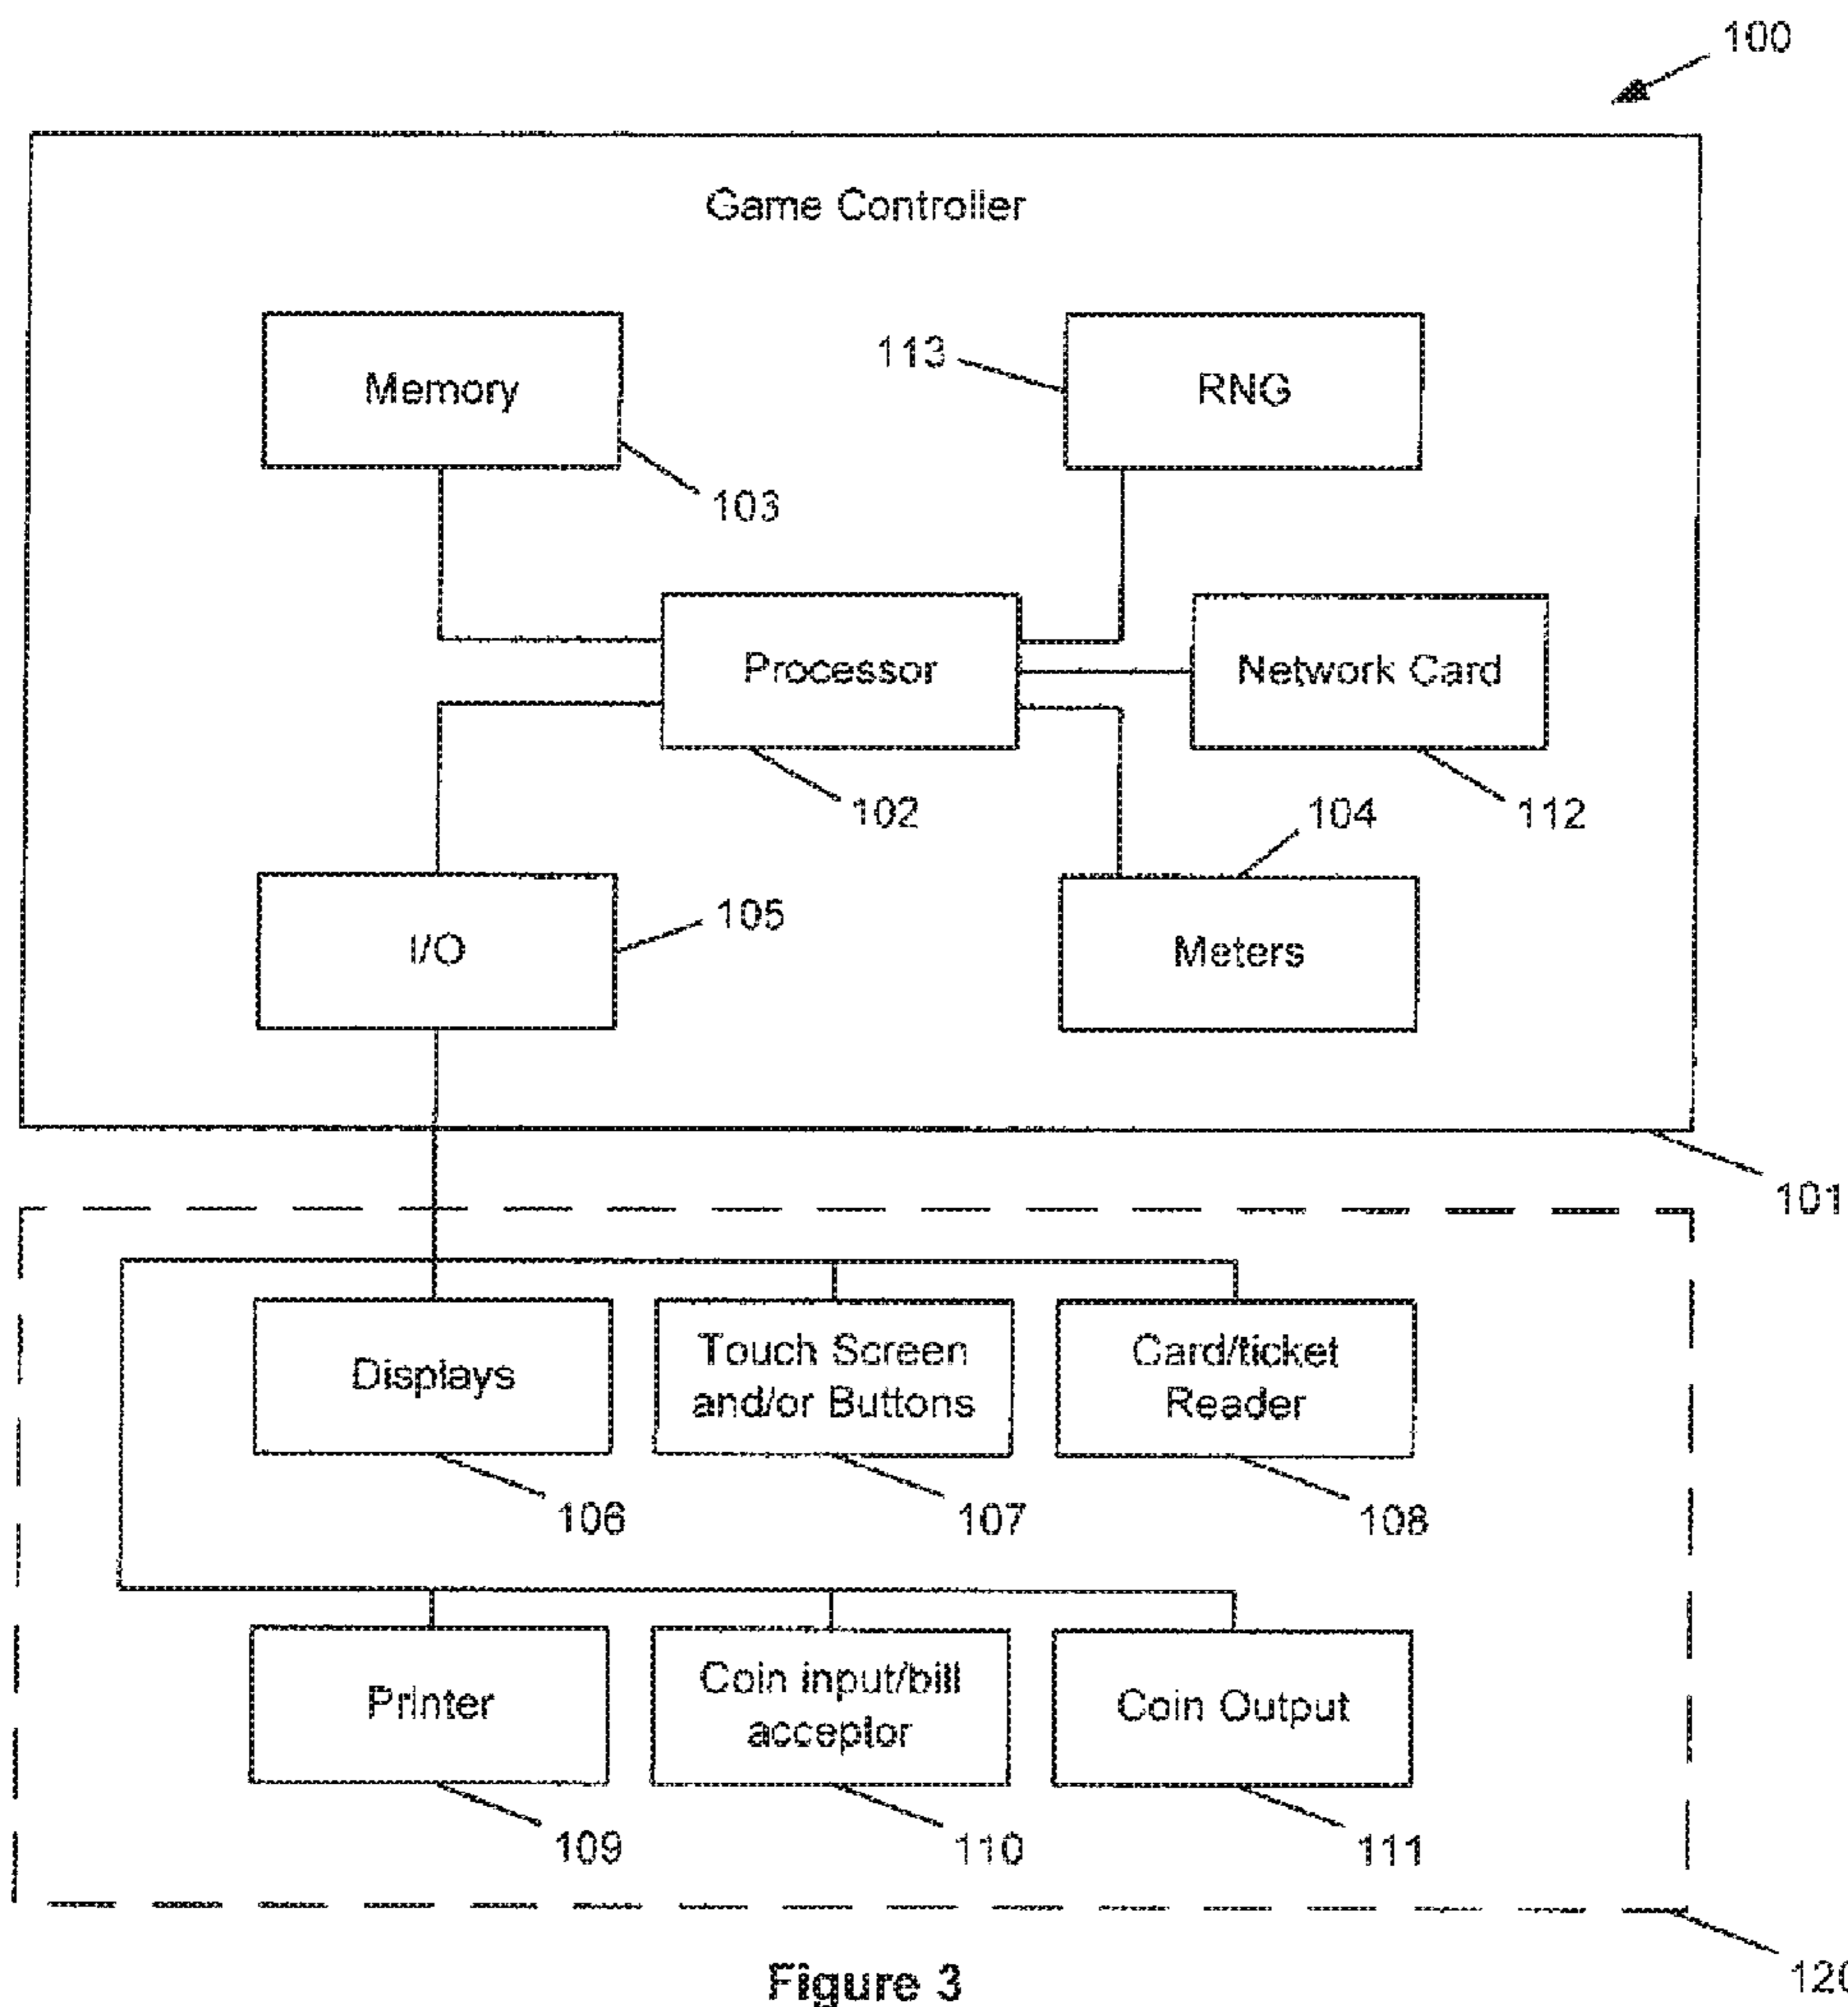 100
Game Controller
Memory
113
RNG
103
Processor
Network Card
102
104
112
I/O
105
Meters
101
Displays
Touch Screen
and/or Buttons
Card/ticket
Reader
106
107
108
Printer
Coin input/bill
acceptor
Coin Output
109
110
111
120
Figure 3